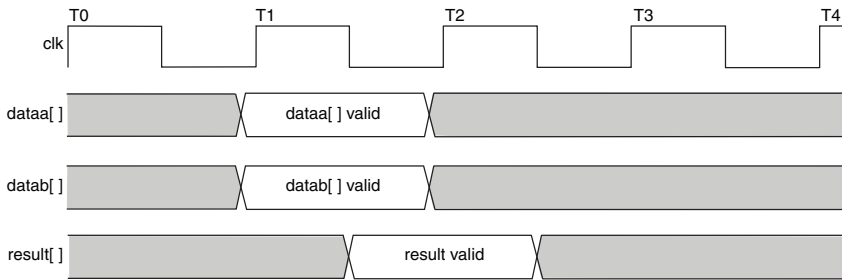 T0 T1 T2 T3 T4
clk
dataa[ ] dataa[ ] valid
datab[ ] datab[ ] valid
result[ ] result valid